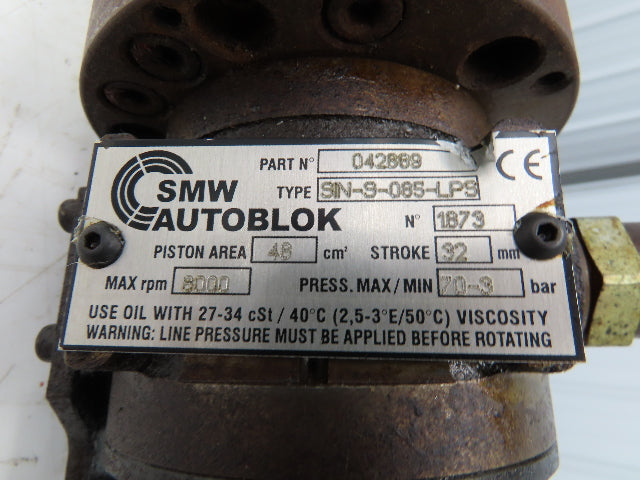 SMW
AUTOBLOK
PART N° 042869
CE
TYPE SIN-S-085-LPS
N° 1873
PISTON AREA 48 cm² STROKE 32 mm
MAX rpm 8000 PRESS. MAX/MIN 70-3 bar
USE OIL WITH 27-34 cSt / 40°C (2,5-3°E/50°C) VISCOSITY
WARNING: LINE PRESSURE MUST BE APPLIED BEFORE ROTATING